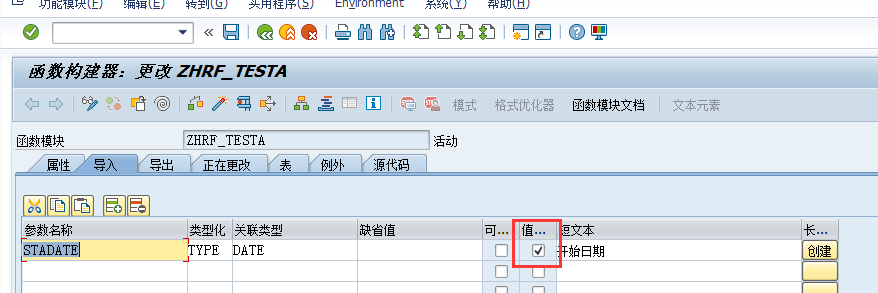 功能模块(F) 编辑(E) 转到(G) 实用程序(S) Environment 系统(Y) 帮助(H)
函数构建器：更改 ZHRF_TESTA
模式 格式优化器 函数模块文档 文本元素
函数模块 ZHRF_TESTA 活动
属性 导入 导出 正在更改 表 例外 源代码
参数名称 类型化 关联类型 缺省值 可... 值... 短文本 长...
STADATE TYPE DATE 开始日期 创建